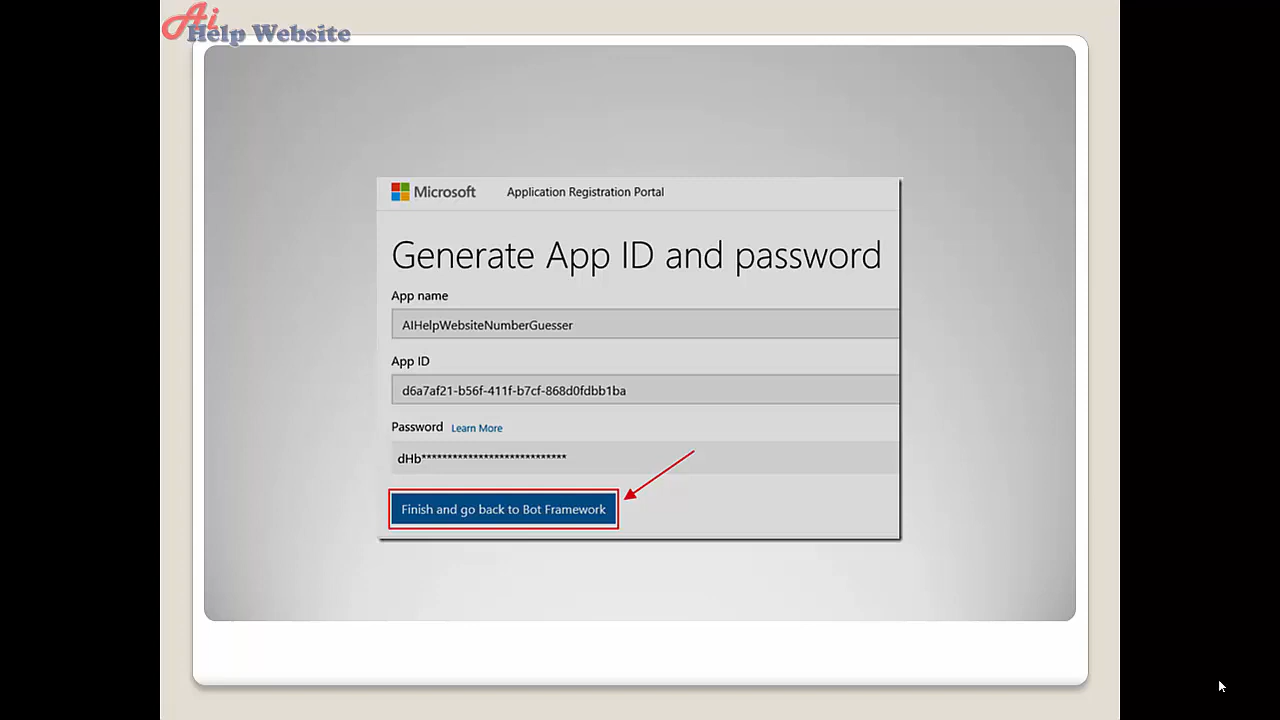 Ai
Help Website
Microsoft
Application Registration Portal
Generate App ID and password
App name
AIHelpWebsiteNumberGuesser
App ID
d6a7af21-b56f-411f-b7cf-868d0fdbb1ba
Password Learn More
dHb****************************
Finish and go back to Bot Framework